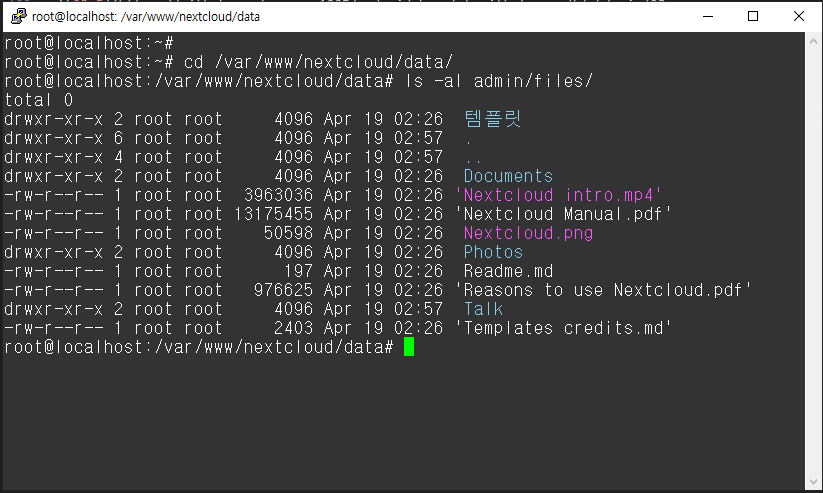 root@localhost: /var/www/nextcloud/data
root@localhost:~#
root@localhost:~# cd /var/www/nextcloud/data/
root@localhost:/var/www/nextcloud/data# ls -al admin/files/
total 0
drwxr-xr-x 2 root root     4096 Apr 19 02:26  템플릿
drwxr-xr-x 6 root root     4096 Apr 19 02:57  .
drwxr-xr-x 4 root root     4096 Apr 19 02:57  ..
drwxr-xr-x 2 root root     4096 Apr 19 02:26  Documents
-rw-r--r-- 1 root root  3963036 Apr 19 02:26 'Nextcloud intro.mp4'
-rw-r--r-- 1 root root 13175455 Apr 19 02:26 'Nextcloud Manual.pdf'
-rw-r--r-- 1 root root    50598 Apr 19 02:26  Nextcloud.png
drwxr-xr-x 2 root root     4096 Apr 19 02:26  Photos
-rw-r--r-- 1 root root      197 Apr 19 02:26  Readme.md
-rw-r--r-- 1 root root   976625 Apr 19 02:26 'Reasons to use Nextcloud.pdf'
drwxr-xr-x 2 root root     4096 Apr 19 02:57  Talk
-rw-r--r-- 1 root root     2403 Apr 19 02:26 'Templates credits.md'
root@localhost:/var/www/nextcloud/data#